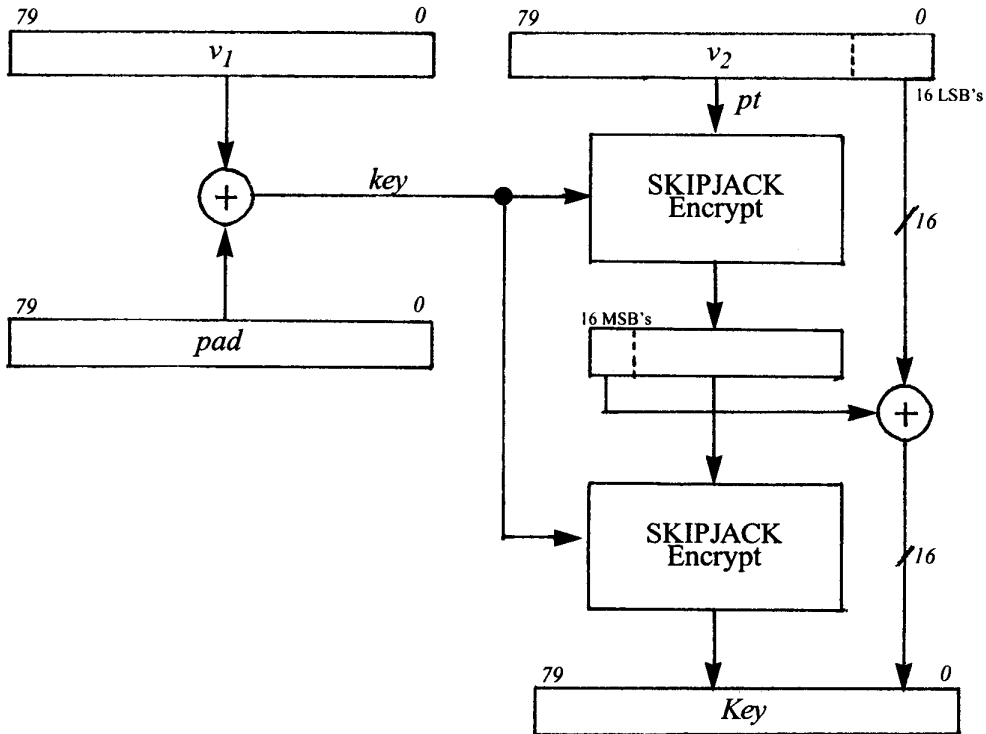 79 0
v1
79 0
v2
16 LSB's
pt
SKIPJACK
Encrypt
key
16
79 0
pad
16 MSB's
SKIPJACK
Encrypt
16
79 0
Key